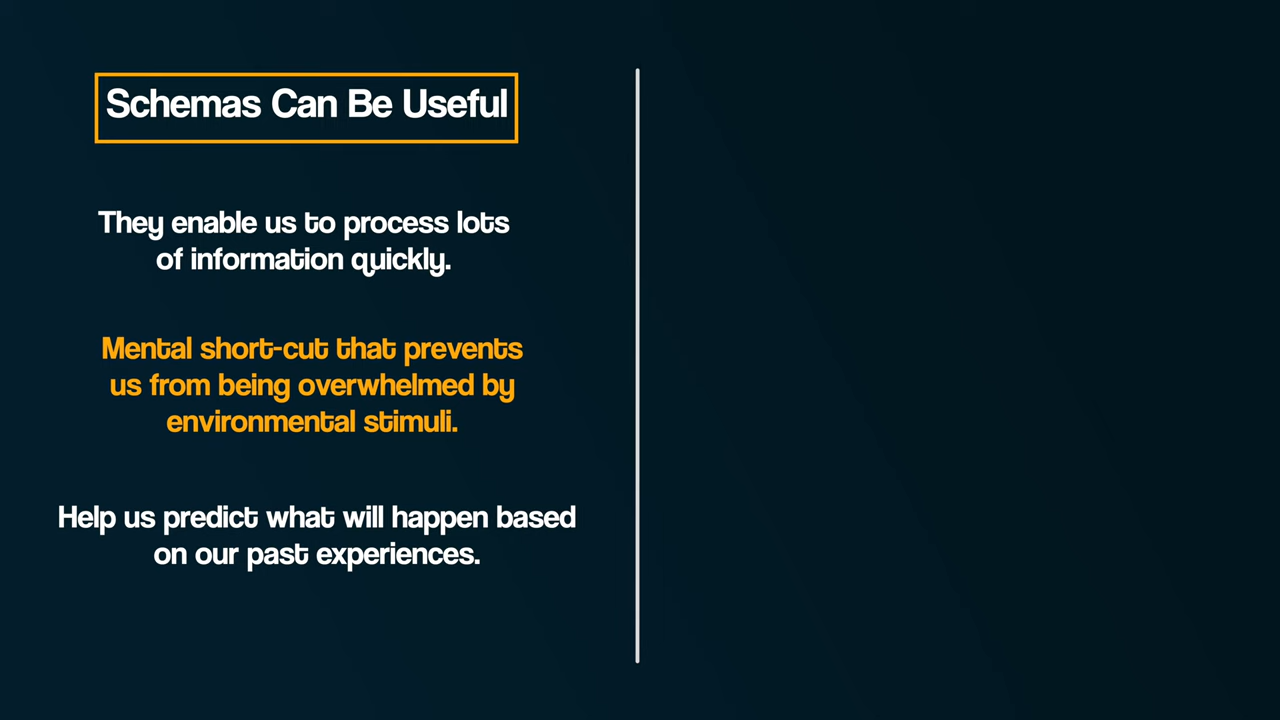 Schemas Can Be Useful
They enable us to process lots
of information quickly.
Mental short-cut that prevents
us from being overwhelmed by
environmental stimuli.
Help us predict what will happen based
on our past experiences.